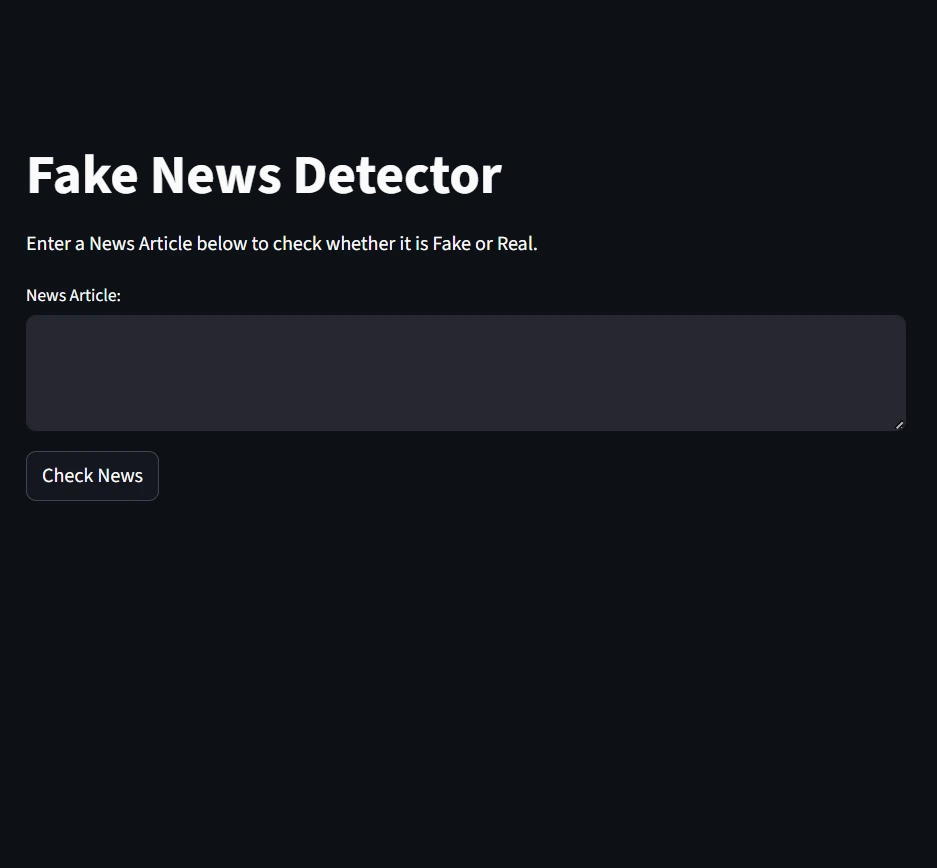 Fake News Detector
Enter a News Article below to check whether it is Fake or Real.
News Article:
Check News